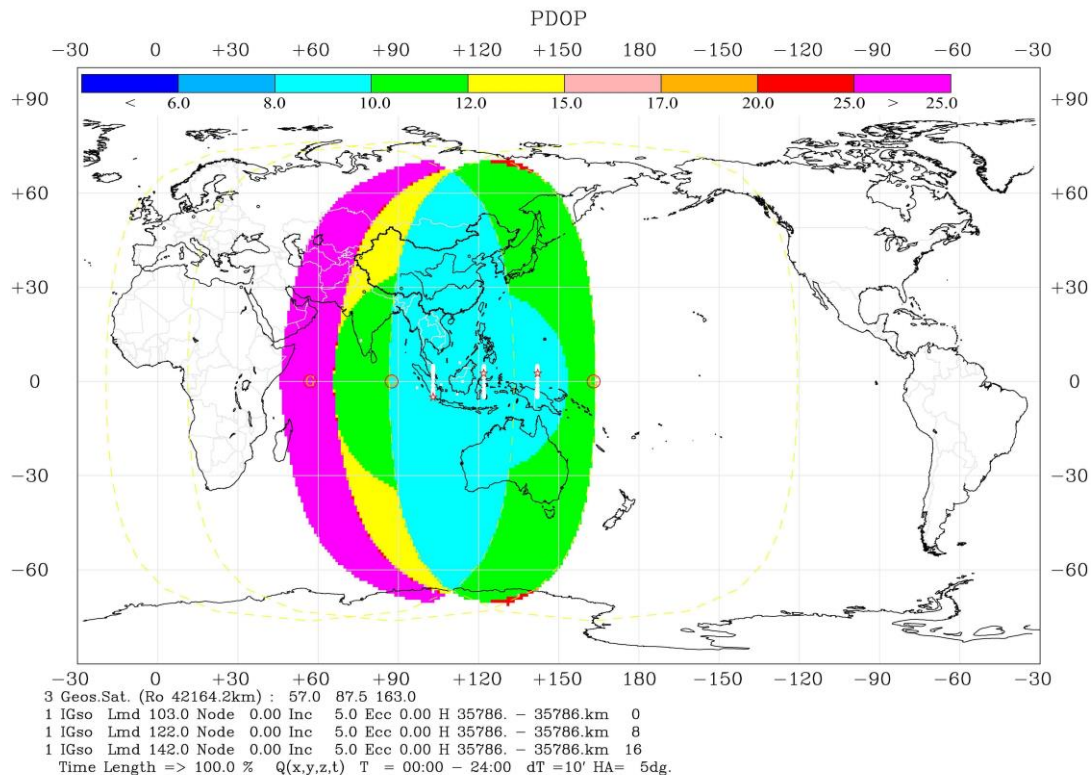 PDOP
−30 0 +30 +60 +90 +120 +150 180 −150 −120 −90 −60 −30
+90 +90
< 6.0 8.0 10.0 12.0 15.0 17.0 20.0 25.0 > 25.0
+60 +60
+30 +30
0 G 0
−30 −30
−60 −60
−30 0 +30 +60 +90 +120 +150 180 −150 −120 −90 −60 −30
3 Geos.Sat. (Ro 42164.2km) : 57.0 87.5 163.0
1 IGso Lmd 103.0 Node 0.00 Inc 5.0 Ecc 0.00 H 35786. − 35786.km 0
1 IGso Lmd 122.0 Node 0.00 Inc 5.0 Ecc 0.00 H 35786. − 35786.km 8
1 IGso Lmd 142.0 Node 0.00 Inc 5.0 Ecc 0.00 H 35786. − 35786.km 16
Time Length => 100.0 % Q(x,y,z,t) T = 00:00 − 24:00 dT =10' HA= 5dg.